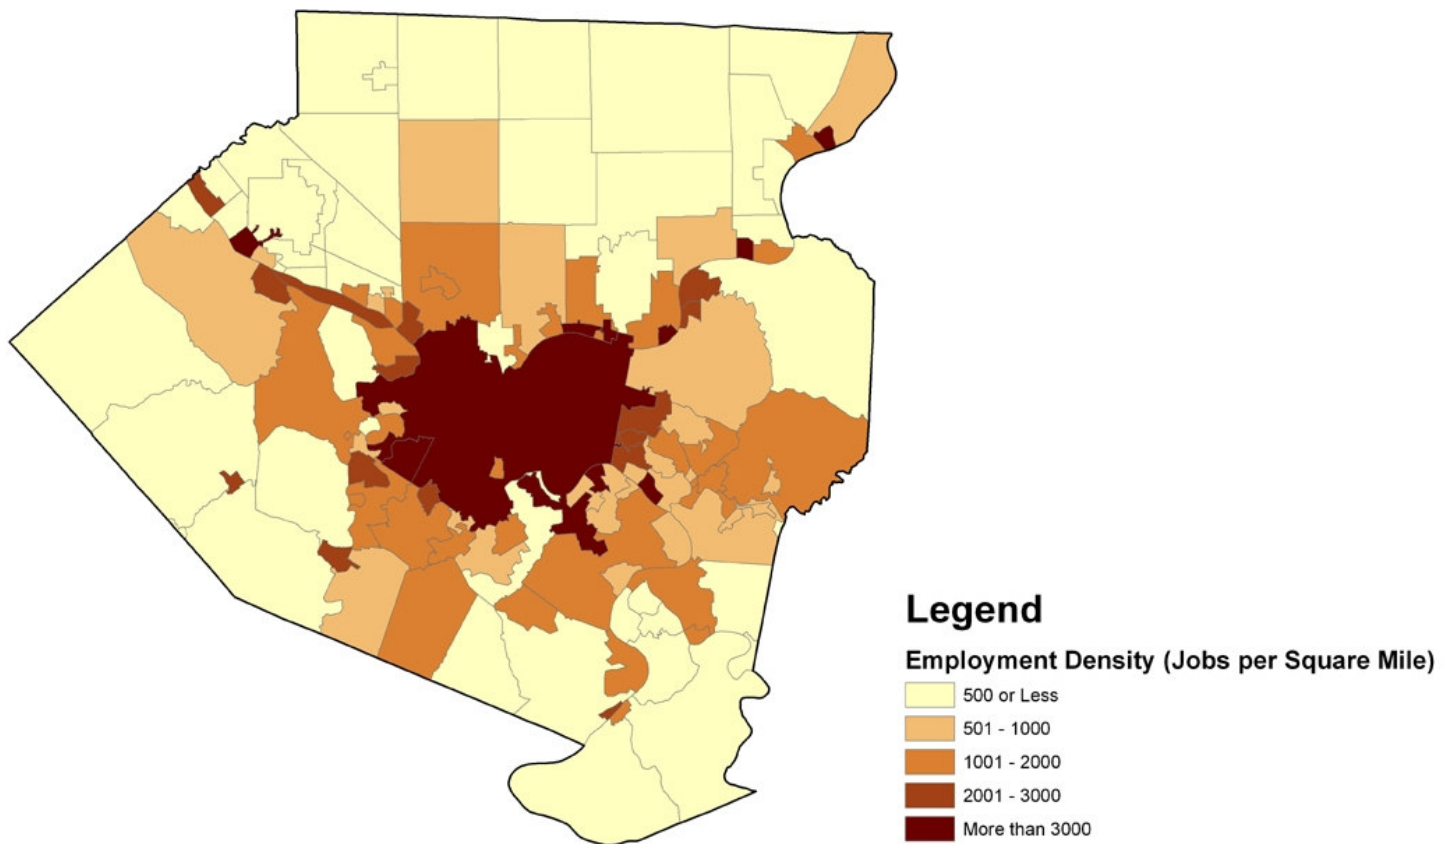 Legend
Employment Density (Jobs per Square Mile)
500 or Less
501 - 1000
1001 - 2000
2001 - 3000
More than 3000